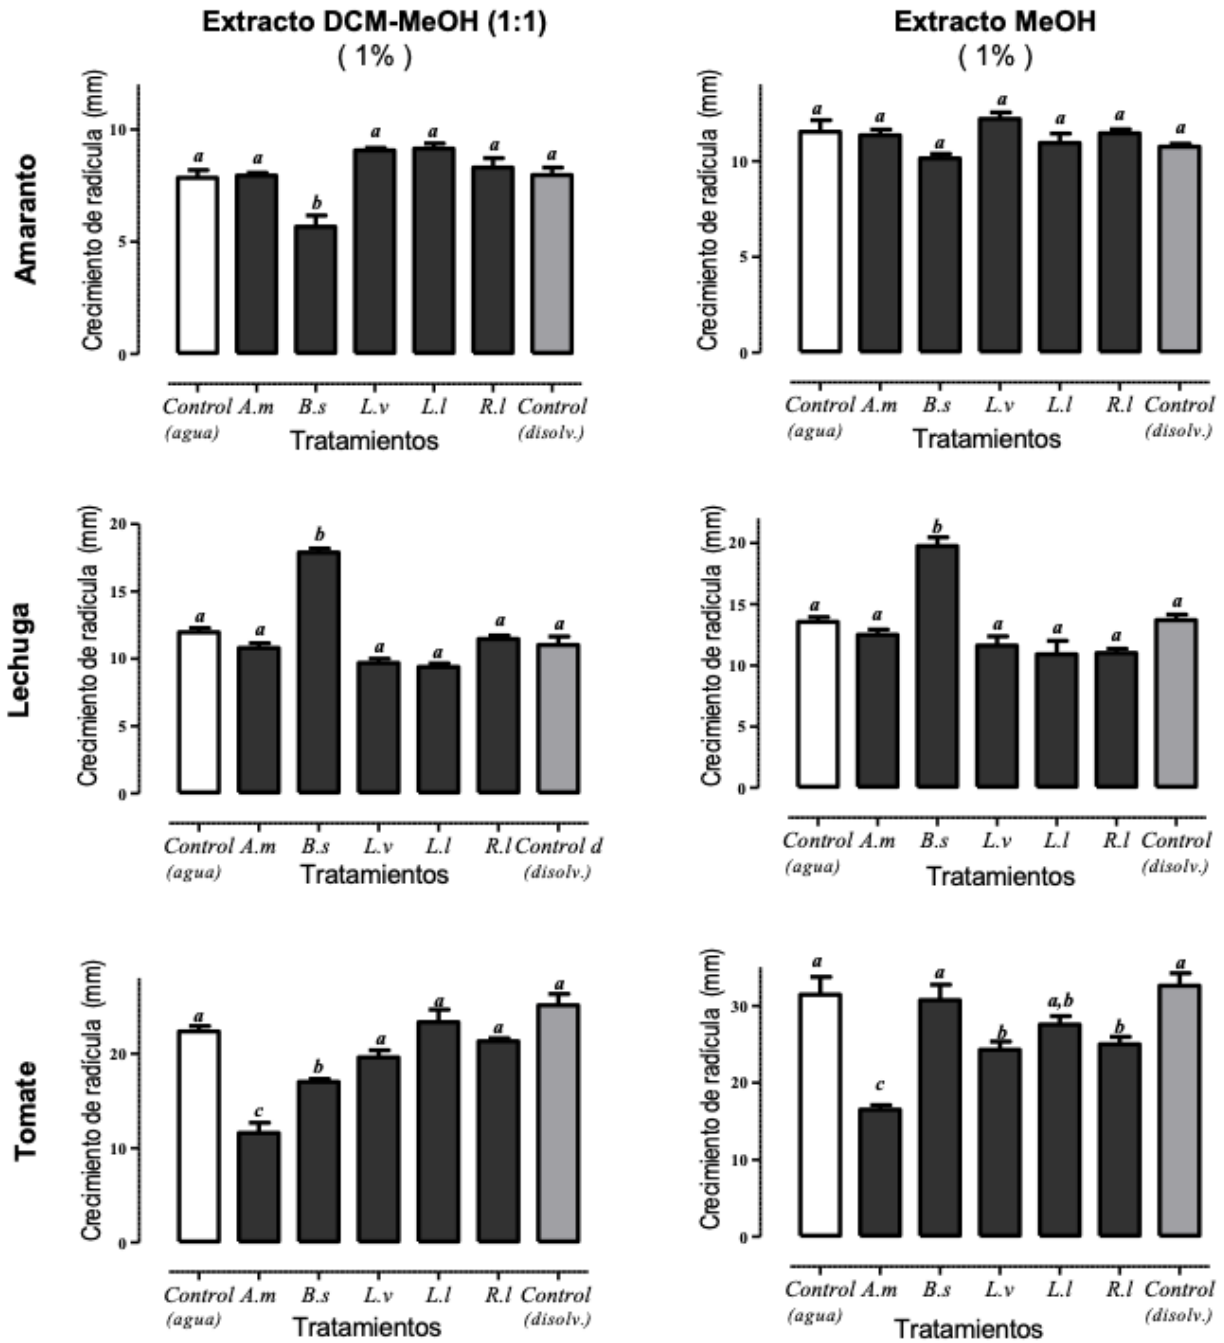 Extracto DCM-MeOH (1:1)
( 1% )
Extracto MeOH
( 1% )
Amaranto
Crecimiento de radícula (mm)
10
5
0
a
a
b
a
a
a
a
Control A.m B.s L.v L.l R.l Control
(agua) (disolv.)
Tratamientos
Crecimiento de radícula (mm)
10
5
0
a
a
a
a
a
a
a
Control A.m B.s L.v L.l R.l Control
(agua) (disolv.)
Tratamientos
Lechuga
Crecimiento de radícula (mm)
20
15
10
5
0
a
a
b
a
a
a
a
Control A.m B.s L.v L.l R.l Control d
(agua) (disolv.)
Tratamientos
Crecimiento de radícula (mm)
20
15
10
5
0
a
a
b
a
a
a
a
Control A.m B.s L.v L.l R.l Control
(agua) (disolv.)
Tratamientos
Tomate
Crecimiento de radícula (mm)
20
10
0
a
c
b
a
a
a
a
Control A.m B.s L.v L.l R.l Control
(agua) (disolv.)
Tratamientos
Crecimiento de radícula (mm)
30
20
10
0
a
c
a
b
a,b
b
a
Control A.m B.s L.v L.l R.l Control
(agua) (disolv.)
Tratamientos